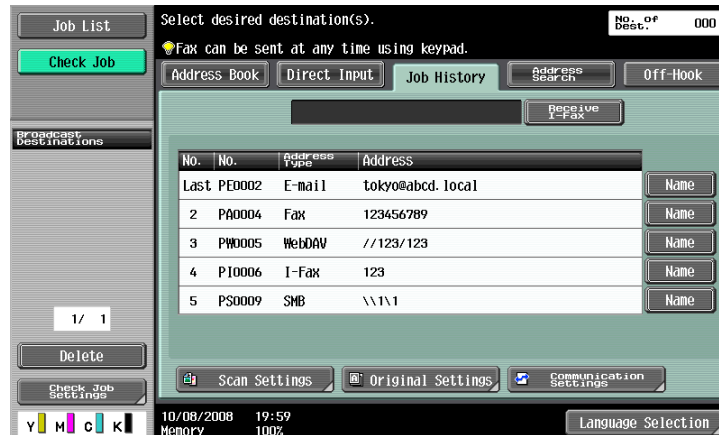 Job List
Check Job
Select desired destination(s).
No. of Dest. 000
Fax can be sent at any time using keypad.
Address Book
Direct Input
Job History
Address Search
Off-Hook
Receive I-Fax
Broadcast Destinations
No. No. Address Type Address
Last PE0002 E-mail tokyo@abcd.local Name
2 PA0004 Fax 123456789 Name
3 PW0005 WebDAV //123/123 Name
4 PI0006 I-Fax 123 Name
5 PS0009 SMB \\1\1 Name
1/ 1
Delete
Check Job Settings
Scan Settings
Original Settings
Communication Settings
Y M C K
10/08/2008 19:59
Memory 100%
Language Selection